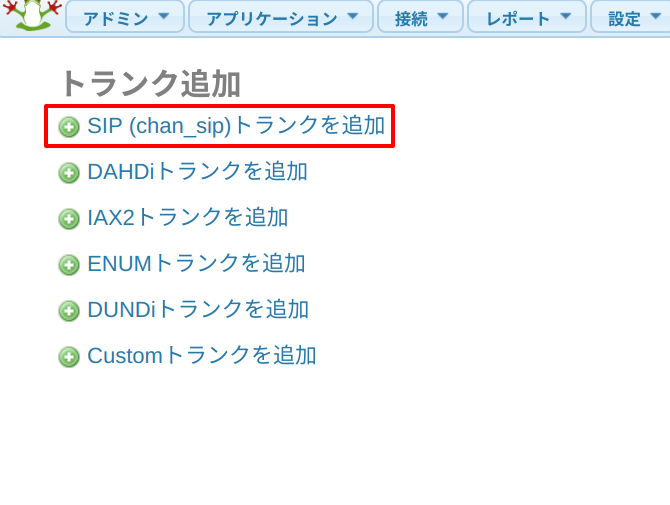 アドミン アプリケーション 接続 レポート 設定
トランク追加
SIP (chan_sip)トランクを追加
DAHDiトランクを追加
IAX2トランクを追加
ENUMトランクを追加
DUNDiトランクを追加
Customトランクを追加